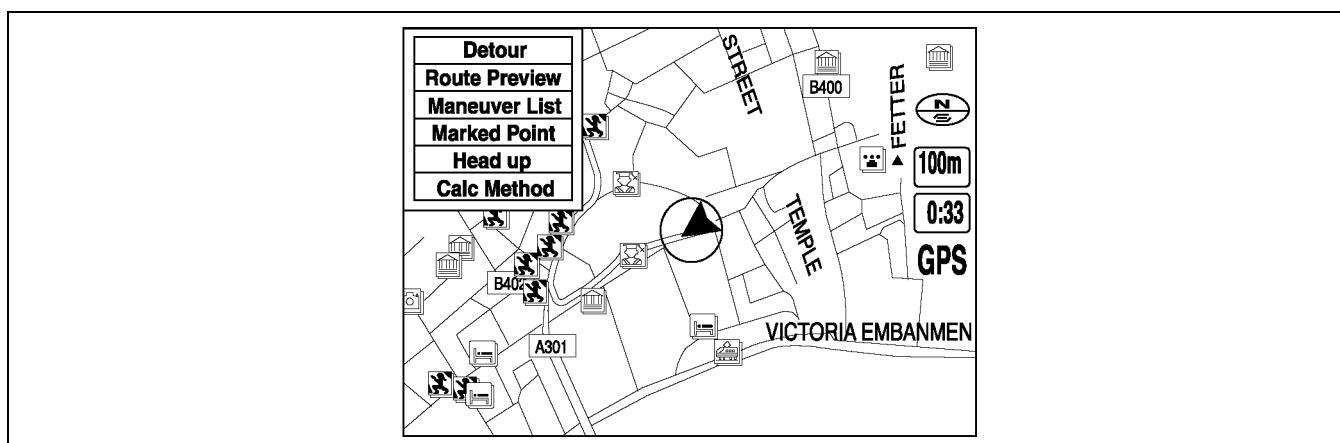 Detour
Route Preview
Maneuver List
Marked Point
Head up
Calc Method
STREET
B400
FETTER
N
S
100m
0:33
GPS
TEMPLE
B402
A301
VICTORIA EMBANMEN